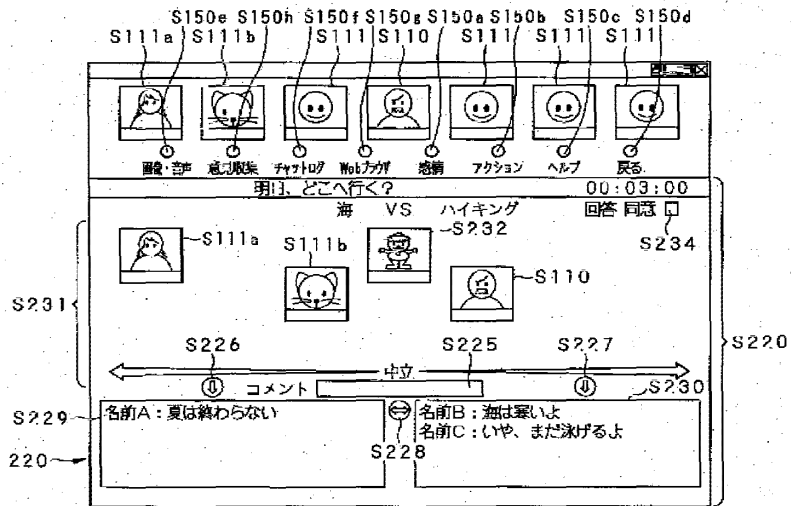 S150e S150h S150f S150g S150a S150b S150c S150d
S111a S111b S111 S110 S111 S111 S111
画像・音声 意見収集 チャットログ Webブラウザ 感情 アクション ヘルプ 戻る
明日、どこへ行く? 00:03:00
海 VS ハイキング 回答 同意
S111a S111b S232 S234
S110
S231 S220
S226 S225 S227
中立
コメント S230
S229 名前A:夏は終わらない 名前B:海は寒いよ
名前C:いや、まだ泳げるよ
220 S228